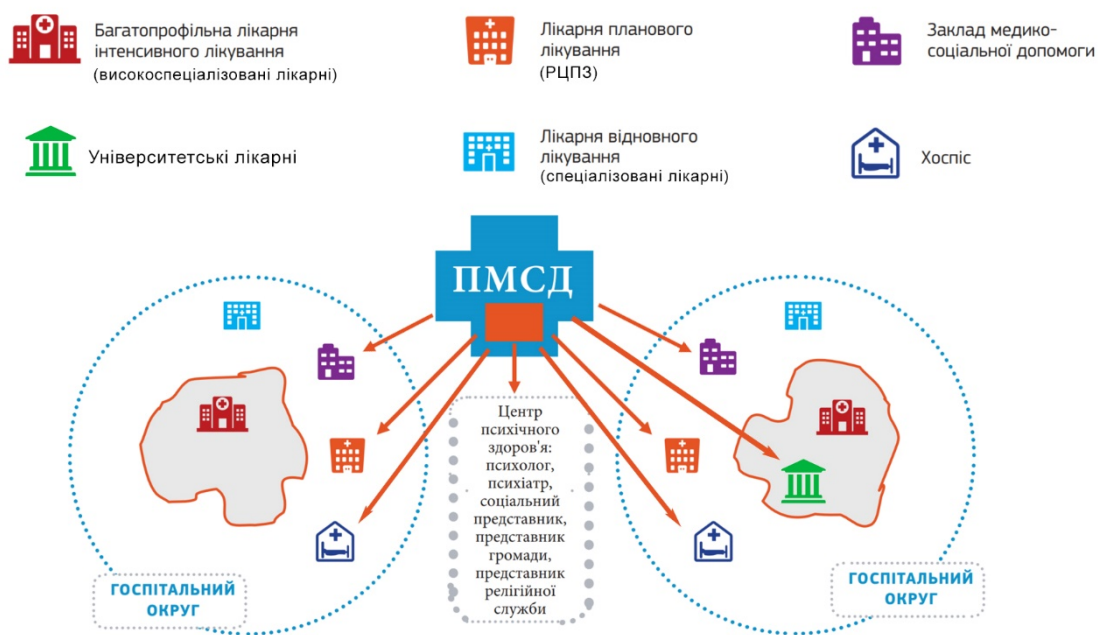 Багатопрофільна лікарня
інтенсивного лікування
(високоспеціалізовані лікарні)
Лікарня планового
лікування
(РЦПЗ)
Заклад медико-
соціальної допомоги
Університетські лікарні
Лікарня відновного
лікування
(спеціалізовані лікарні)
Хоспіс
ПМСД
Центр
психічного
здоров'я:
психолог,
психіатр,
соціальний
представник,
представник
громади,
представник
релігійної
служби
ГОСПІТАЛЬНИЙ
ОКРУГ
ГОСПІТАЛЬНИЙ
ОКРУГ